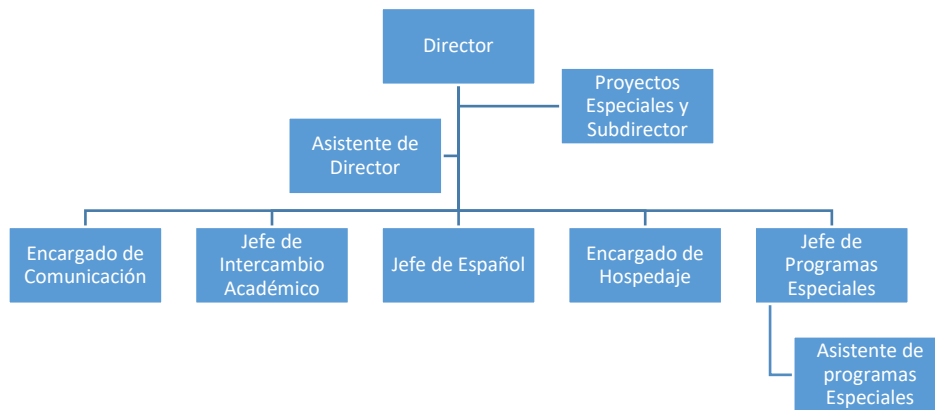 Director
Proyectos
Especiales y
Subdirector
Asistente de
Director
Encargado de
Comunicación
Jefe de
Intercambio
Académico
Jefe de Español
Encargado de
Hospedaje
Jefe de
Programas
Especiales
Asistente de
programas
Especiales